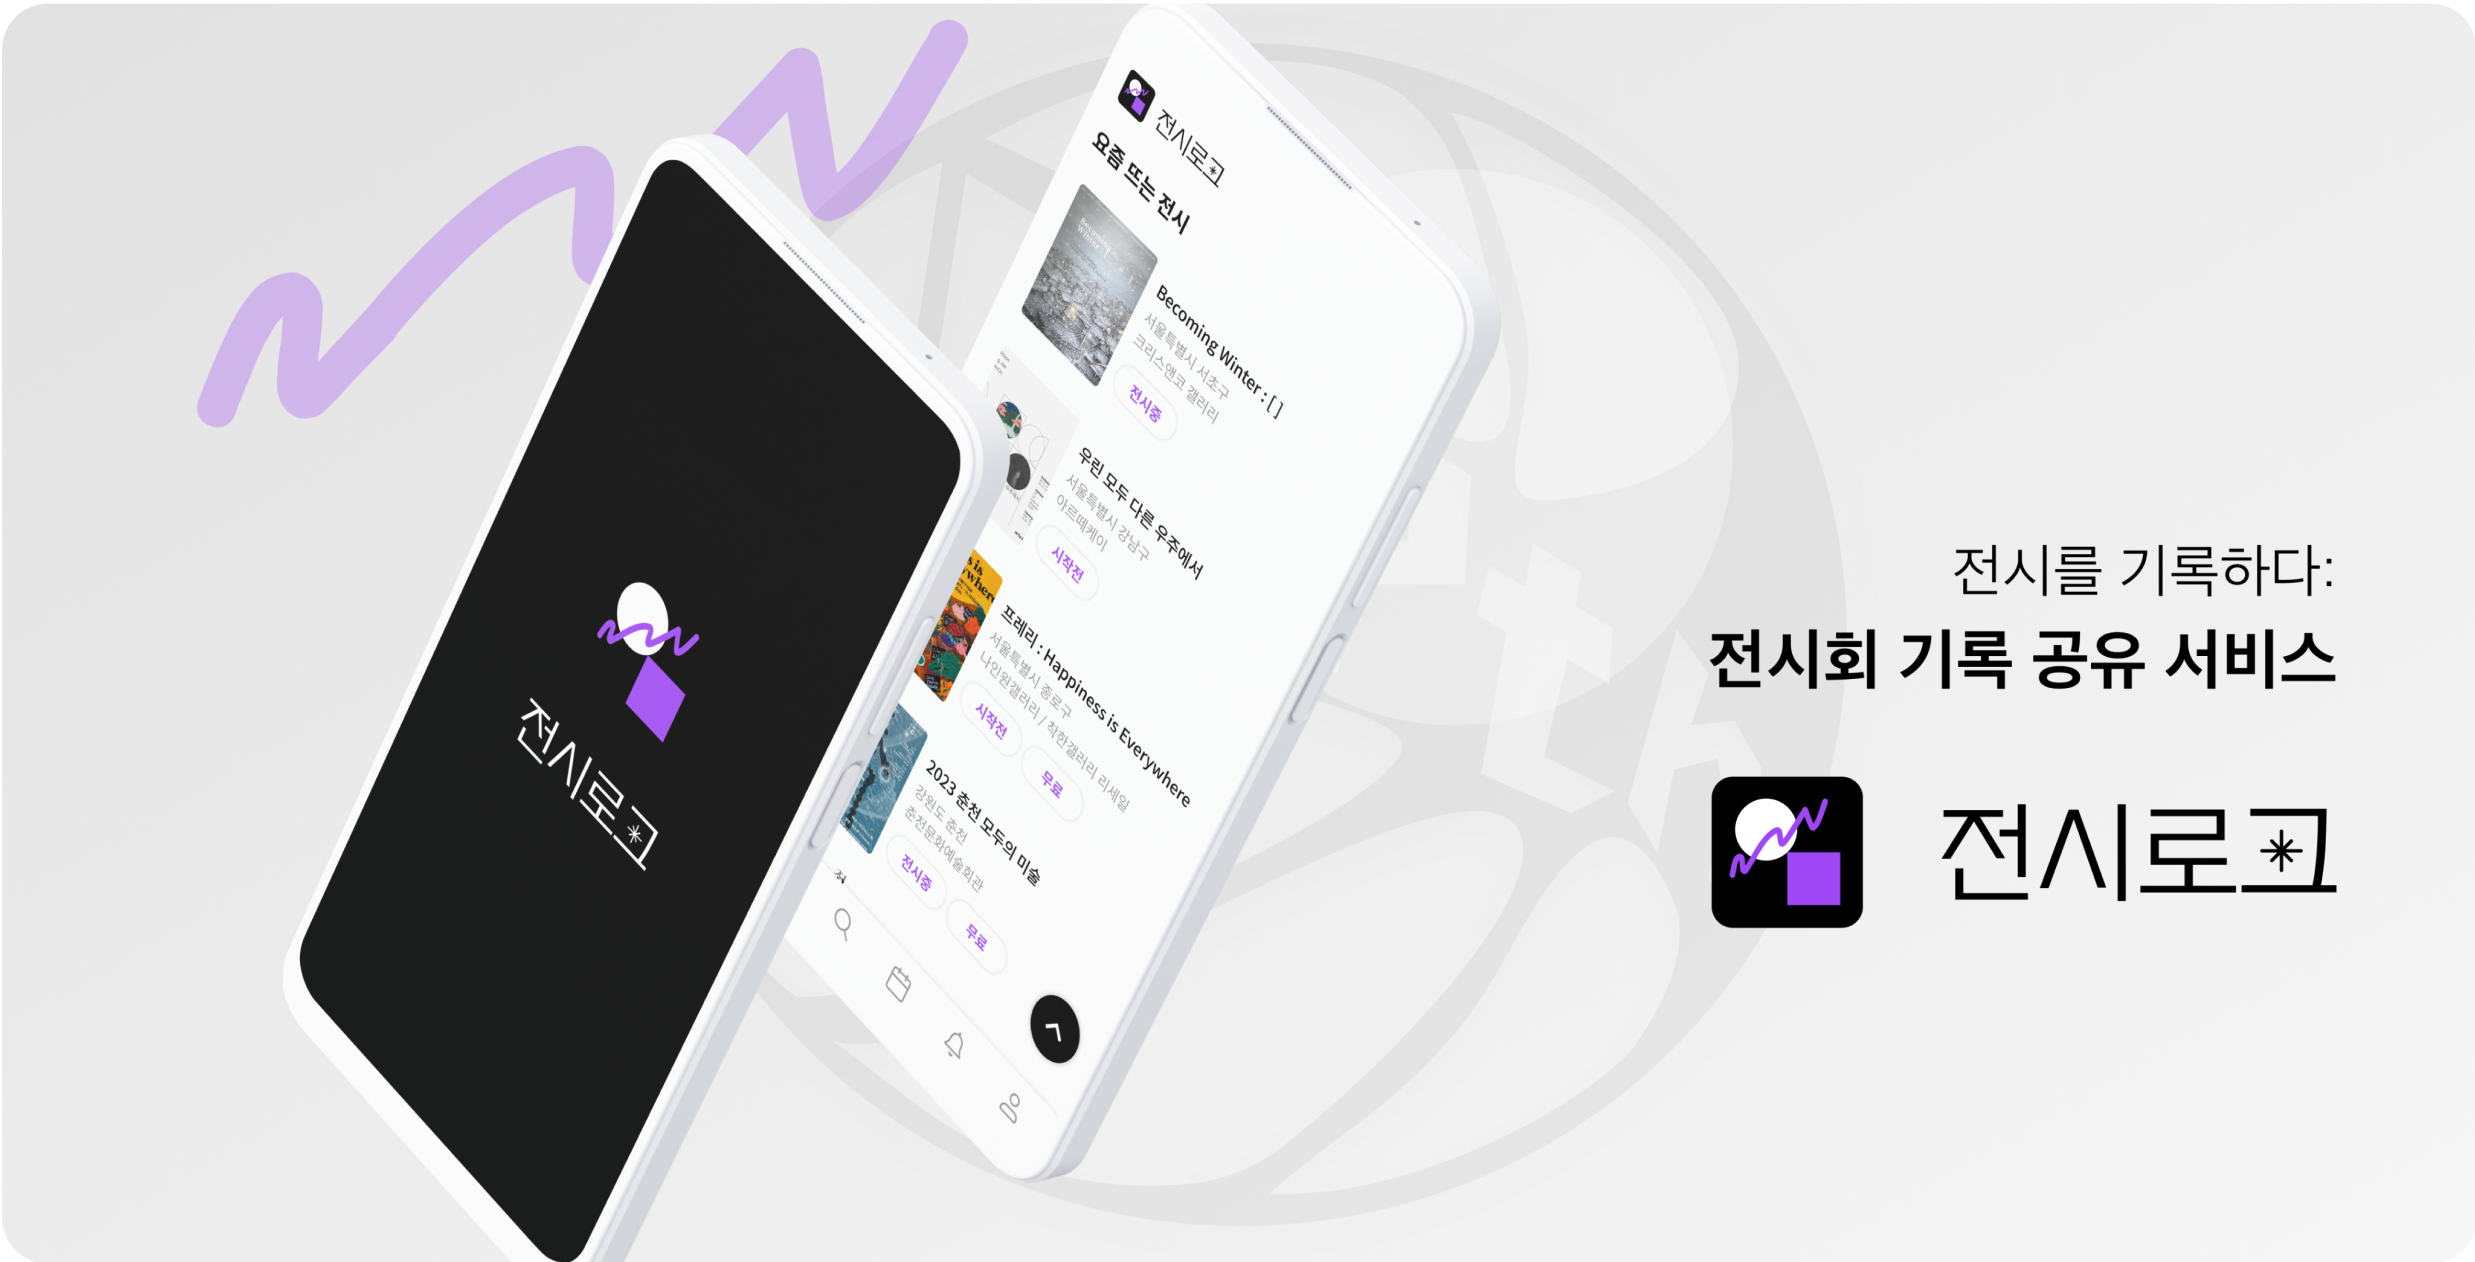 전시로그
요즘 뜨는 전시
Becoming
Winter
Becoming Winter : [ ]
서울특별시 서초구
크리스앤코 갤러리
전시중
우린 모두 다른 우주에서
서울특별시 강남구
아르떼케이
시작전
프레리 : Happiness is Everywhere
서울특별시 종로구
나인원갤러리 / 착한갤러리 리세일
시작전
무료
2023 춘천 모두의 미술
강원도 춘천
춘천문화예술회관
전시중
무료
전시로그
전시를 기록하다:
전시회 기록 공유 서비스
전시로그